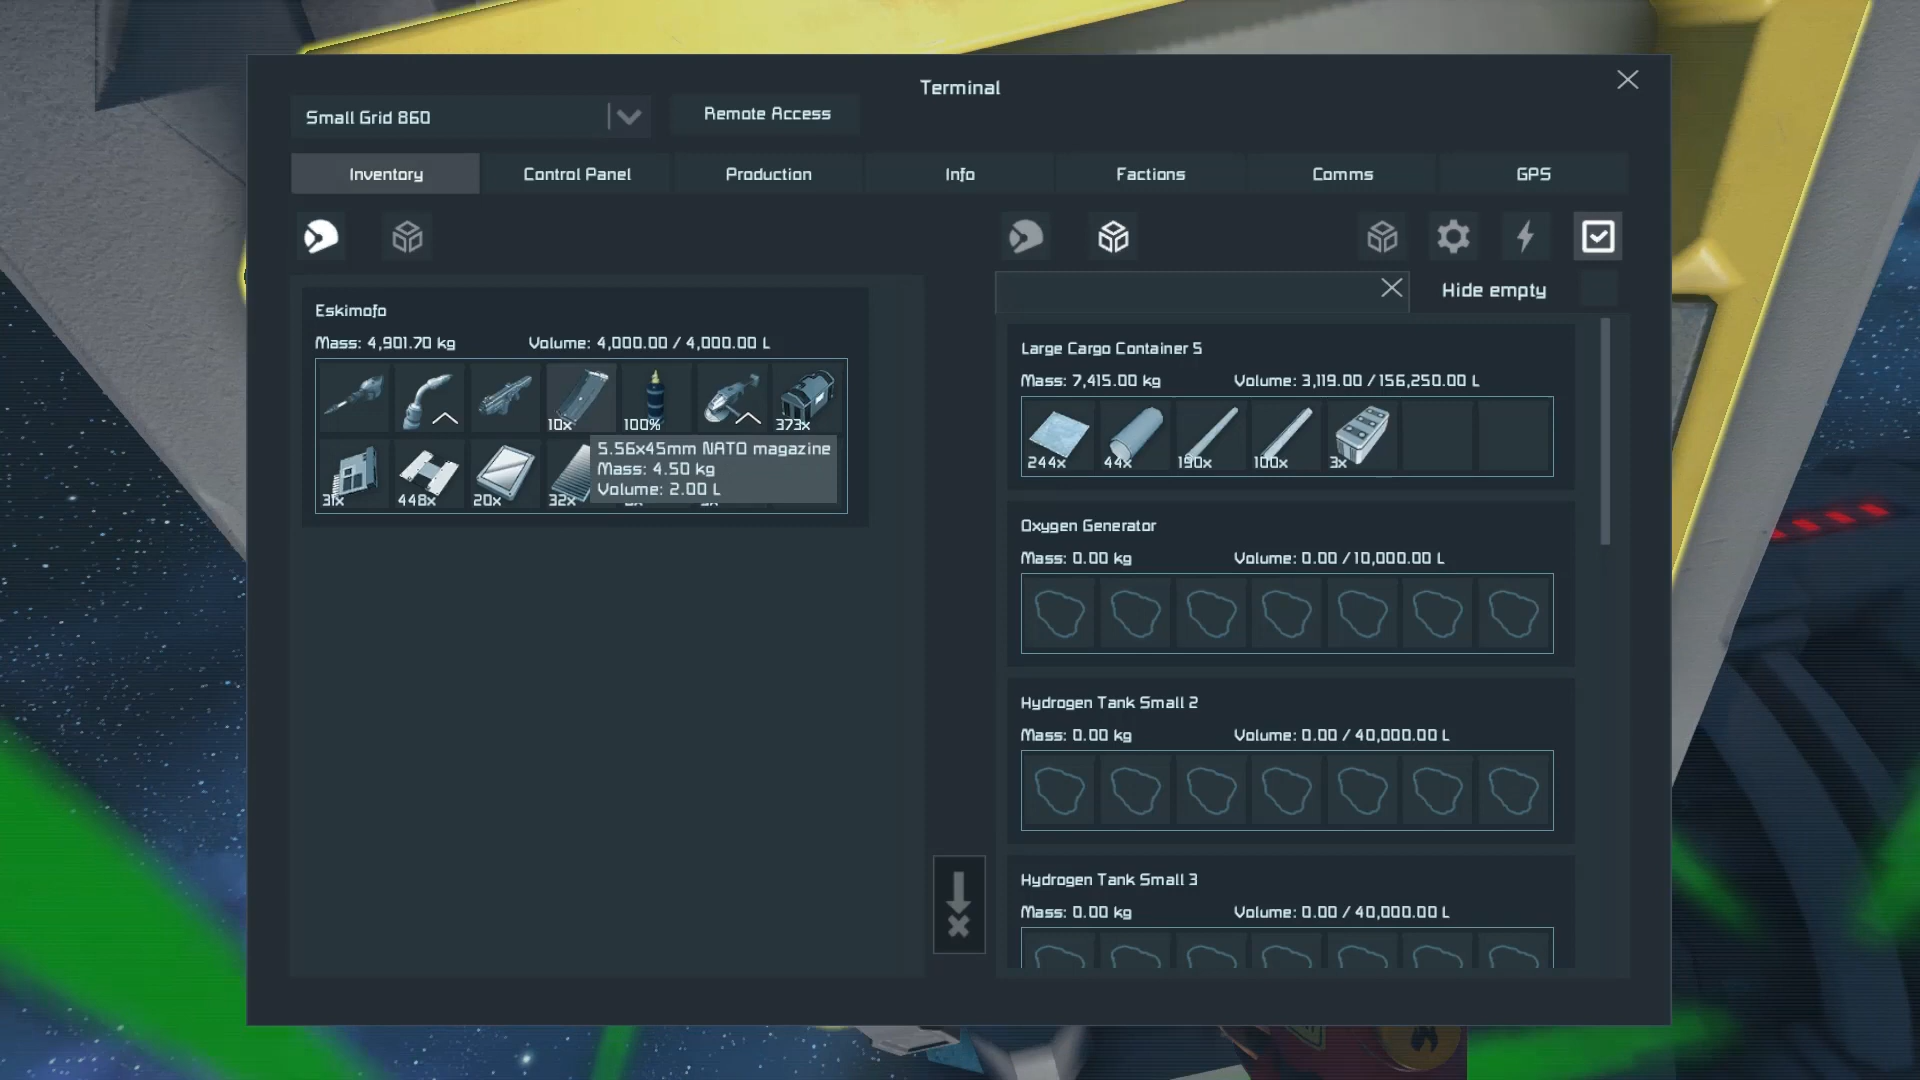 Terminal
Small Grid 860
Remote Access
Inventory
Control Panel
Production
Info
Factions
Comms
GPS
Hide empty
Eskimofo
Mass: 4,901.70 kg
Volume: 4,000.00 / 4,000.00 L
10x
100%
373x
31x
448x
20x
32x
5.56x45mm NATO magazine
Mass: 4.50 kg
Volume: 2.00 L
Large Cargo Container 5
Mass: 7,415.00 kg
Volume: 3,119.00 / 156,250.00 L
244x
44x
190x
100x
3x
Oxygen Generator
Mass: 0.00 kg
Volume: 0.00 / 10,000.00 L
Hydrogen Tank Small 2
Mass: 0.00 kg
Volume: 0.00 / 40,000.00 L
Hydrogen Tank Small 3
Mass: 0.00 kg
Volume: 0.00 / 40,000.00 L